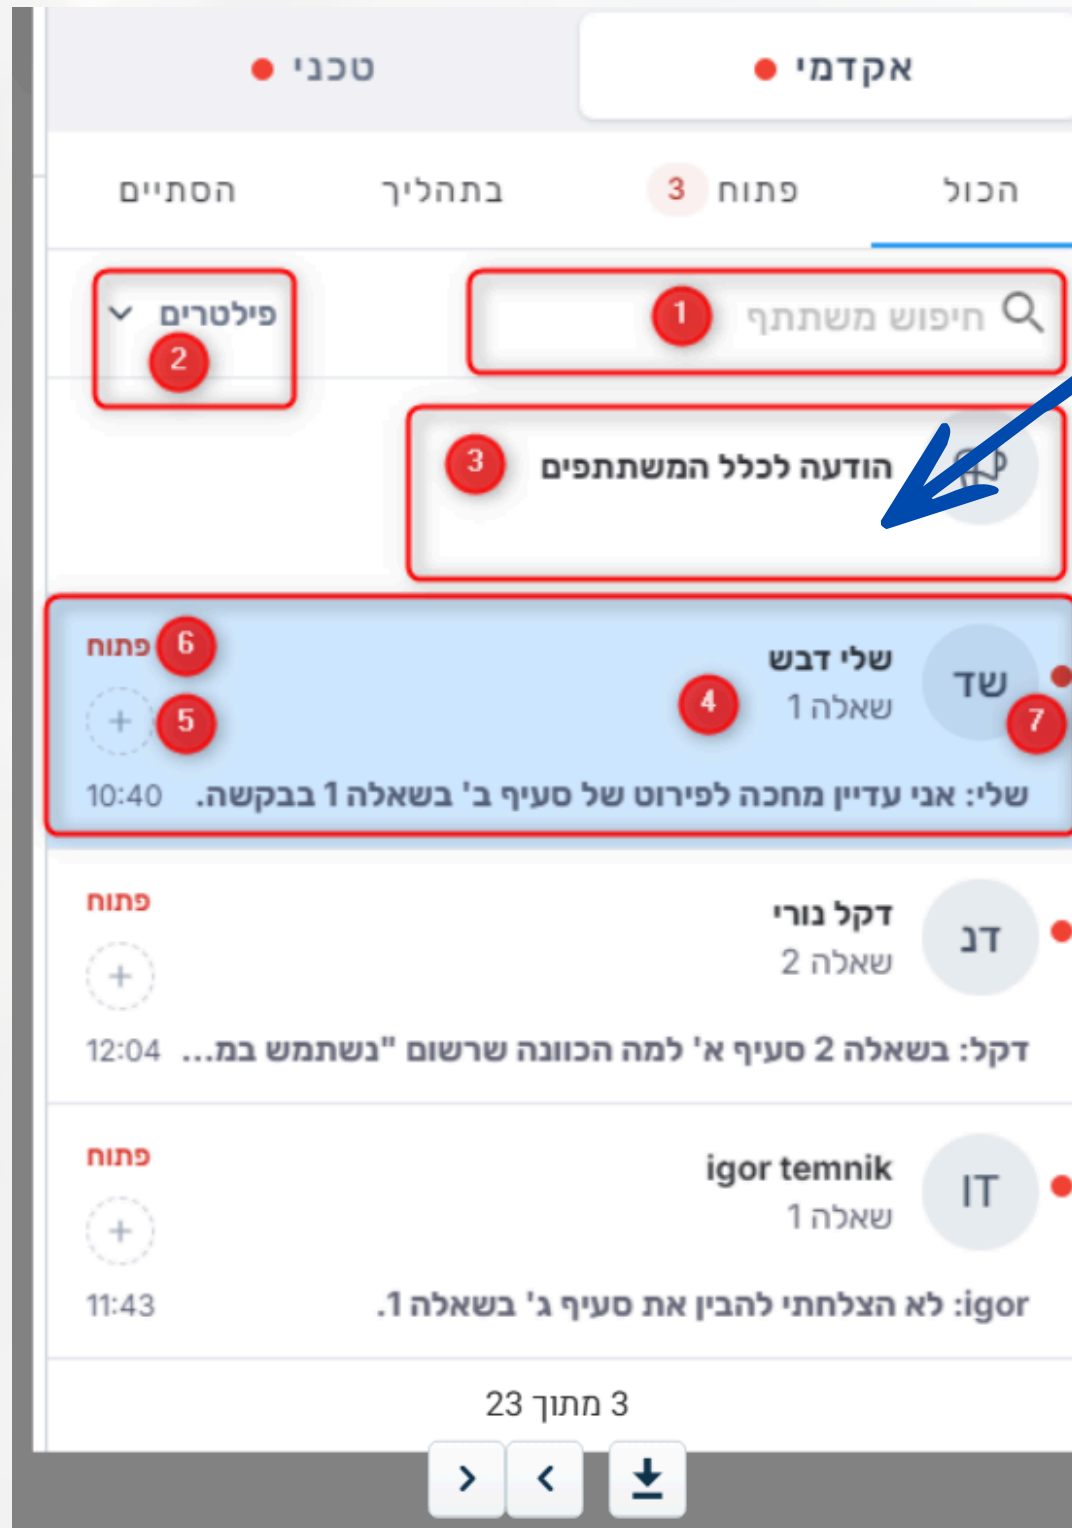 אקדמי
טכני
הכול
פתוח 3
בתהליך
הסתיים
חיפוש משתתף 1
פילטרים
2
הודעה לכלל המשתתפים 3
שד
שלי דבש
6 פתוח
7
שאלה 1
4
5 +
שלי: אני עדיין מחכה לפירוט של סעיף ב' בשאלה 1 בבקשה. 10:40
דנ
דקל נורי
פתוח
שאלה 2
+
דקל: בשאלה 2 סעיף א' למה הכוונה שרשום "נשתמש במ... 12:04
IT
igor temnik
פתוח
שאלה 1
+
igor: לא הצלחתי להבין את סעיף ג' בשאלה 1. 11:43
3 מתוך 23